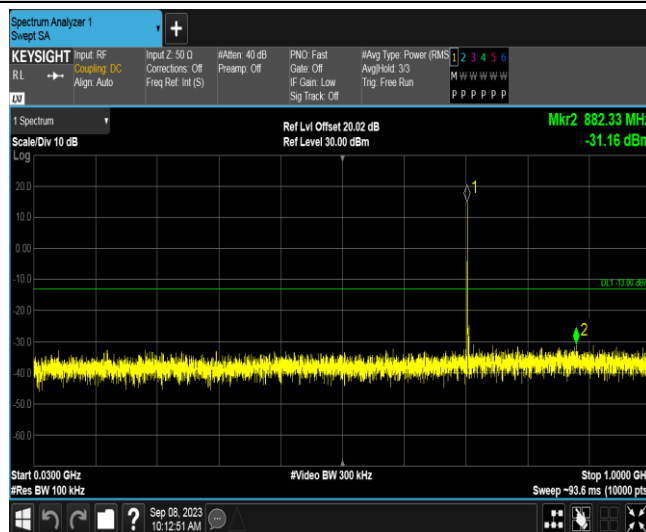 Spectrum Analyzer 1
Swept SA
+
KEYSIGHT Input: RF Input Z: 50 Ω #Atten: 40 dB PNO: Fast #Avg Type: Power (RMS 1 2 3 4 5 6
RL Coupling: DC Corrections: Off Preamp: Off Gate: Off Avg|Hold: 3/3 M W W W W W
Align: Auto Freq Ref: Int (S) IF Gain: Low Trig: Free Run
LXI Sig Track: Off P P P P P P
1 Spectrum Ref Lvl Offset 20.02 dB Mkr2 882.33 MHz
Scale/Div 10 dB Ref Level 30.00 dBm -31.16 dBm
Log
20.0
1
10.0
0.00
-10.0
DL1 -13.00 dBm
-20.0
-30.0
2
-40.0
-50.0
-60.0
Start 0.0300 GHz #Video BW 300 kHz Stop 1.0000 GH
#Res BW 100 kHz Sweep ~93.6 ms (10000 pts
? Sep 08, 2023
10:12:51 AM